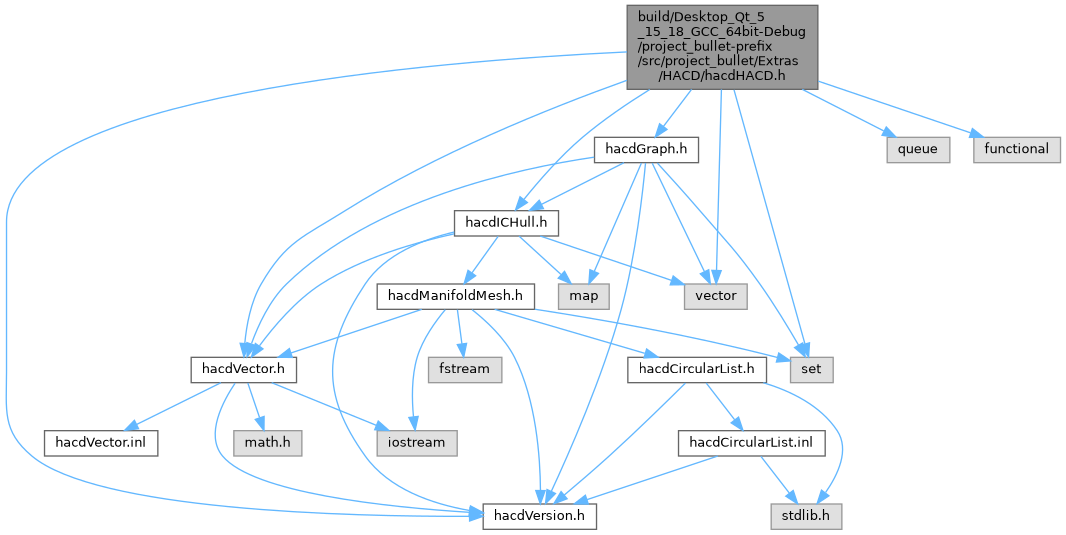 build/Desktop_Qt_5
_15_18_GCC_64bit-Debug
/project_bullet-prefix
/src/project_bullet/Extras
/HACD/hacdHACD.h
hacdGraph.h
queue
functional
hacdICHull.h
hacdManifoldMesh.h
map
vector
hacdVector.h
fstream
hacdCircularList.h
set
hacdVector.inl
math.h
iostream
hacdCircularList.inl
hacdVersion.h
stdlib.h